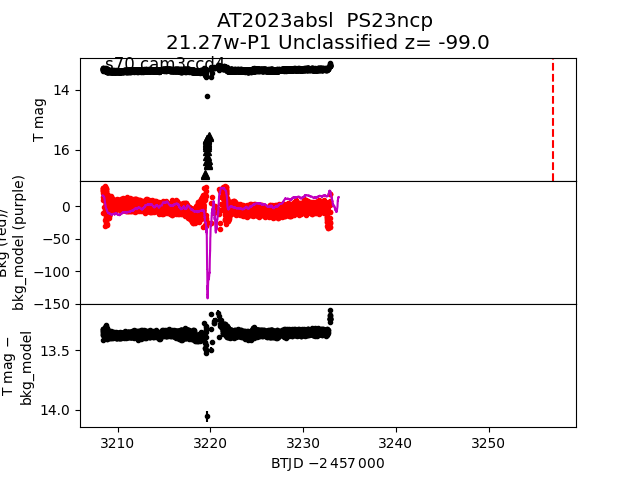 AT2023absl PS23ncp
21.27w-P1 Unclassified z= -99.0
s70 cam3ccd4
14
16
T mag
0
−50
−100
−150
Bkg (red)/
bkg_model (purple)
13.5
14.0
T mag −
bkg_model
3210 3220 3230 3240 3250
BTJD −2 457 000